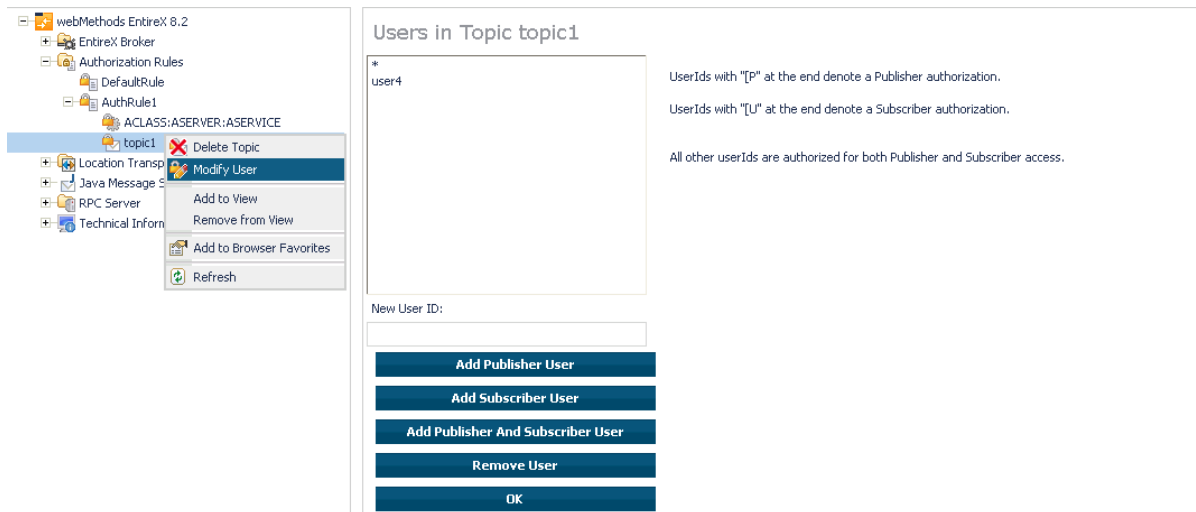 webMethods EntireX 8.2
EntireX Broker
Authorization Rules
DefaultRule
AuthRule1
ACLASS:ASERVER:ASERVICE
topic1
Location Transp
Java Message S
RPC Server
Technical Inform
Delete Topic
Modify User
Add to View
Remove from View
Add to Browser Favorites
Refresh
Users in Topic topic1
*
user4
UserIds with "[P" at the end denote a Publisher authorization.
UserIds with "[U" at the end denote a Subscriber authorization.
All other userIds are authorized for both Publisher and Subscriber access.
New User ID:
Add Publisher User
Add Subscriber User
Add Publisher And Subscriber User
Remove User
OK